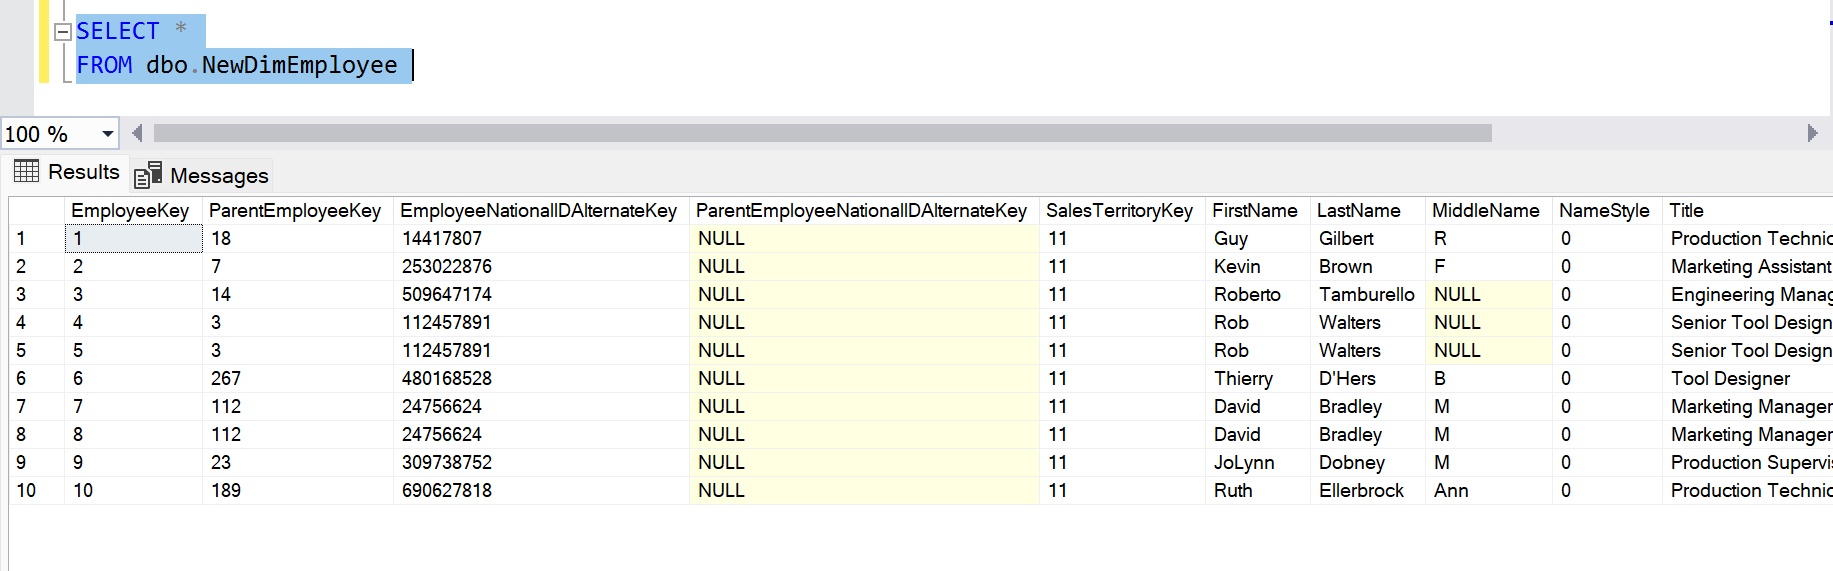 SELECT *
FROM dbo.NewDimEmployee
100 %
Results Messages
EmployeeKey ParentEmployeeKey EmployeeNationalIDAlternateKey ParentEmployeeNationalIDAlternateKey SalesTerritoryKey FirstName LastName MiddleName NameStyle Title
1 1 18 14417807 NULL 11 Guy Gilbert R 0 Production Technic
2 2 7 253022876 NULL 11 Kevin Brown F 0 Marketing Assistant
3 3 14 509647174 NULL 11 Roberto Tamburello NULL 0 Engineering Manag
4 4 3 112457891 NULL 11 Rob Walters NULL 0 Senior Tool Design
5 5 3 112457891 NULL 11 Rob Walters NULL 0 Senior Tool Design
6 6 267 480168528 NULL 11 Thierry D'Hers B 0 Tool Designer
7 7 112 24756624 NULL 11 David Bradley M 0 Marketing Manager
8 8 112 24756624 NULL 11 David Bradley M 0 Marketing Manager
9 9 23 309738752 NULL 11 JoLynn Dobney M 0 Production Supervis
10 10 189 690627818 NULL 11 Ruth Ellerbrock Ann 0 Production Technic